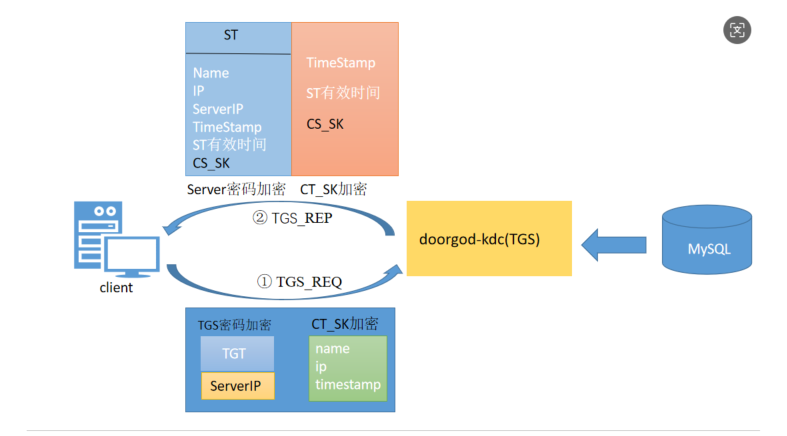 ST
Name
IP
ServerIP
TimeStamp
ST有效时间
CS_SK
TimeStamp
ST有效时间
CS_SK
Server密码加密
CT_SK加密
② TGS_REP
doorgod-kdc(TGS)
MySQL
client
① TGS_REQ
TGS密码加密
TGT
ServerIP
CT_SK加密
name
ip
timestamp